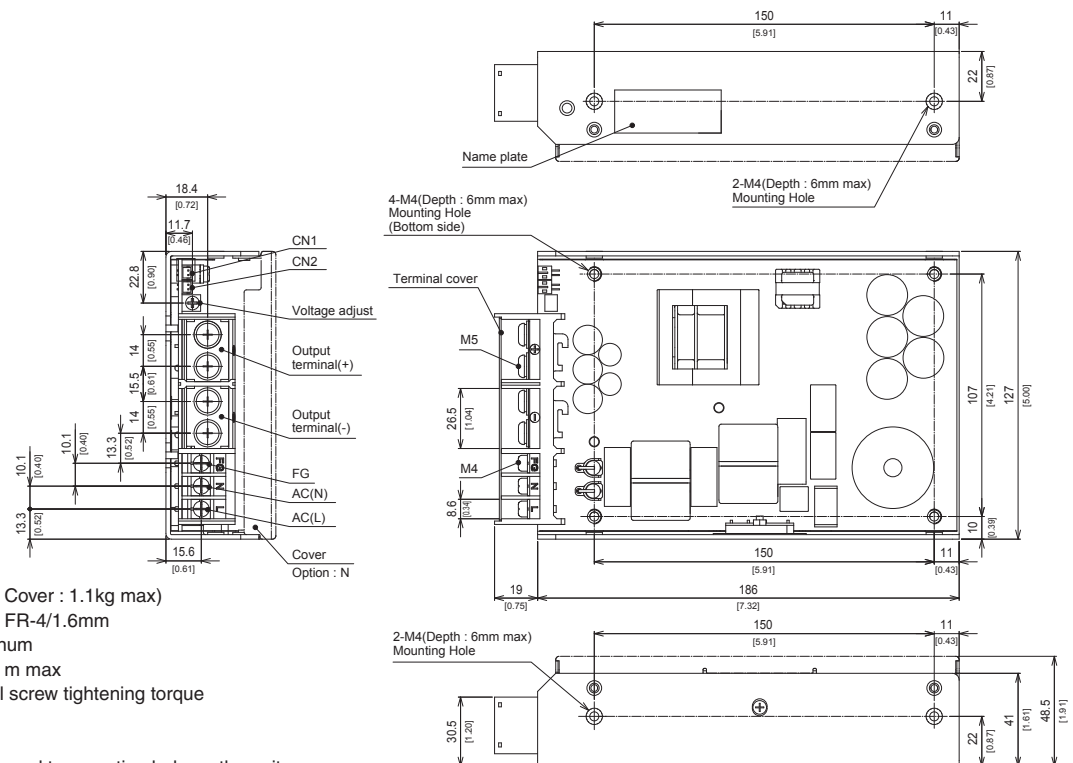 150
[5.91]
11
[0.43]
22
[0.87]
Name plate
2-M4(Depth : 6mm max)
Mounting Hole
18.4
[0.72]
11.7
[0.46]
22.8
[0.90]
14
[0.55]
15.5
[0.61]
14
[0.55]
13.3
[0.52]
10.1
[0.40]
10.1
[0.40]
13.3
[0.52]
15.6
[0.61]
CN1
CN2
Voltage adjust
Output
terminal(+)
Output
terminal(-)
FG
AC(N)
AC(L)
Cover
Option : N
FG
N
L
4-M4(Depth : 6mm max)
Mounting Hole
(Bottom side)
Terminal cover
M5
26.5
[1.04]
M4
8.6
[0.34]
FG
N
L
107
[4.21]
127
[5.00]
10
[0.39]
150
[5.91]
11
[0.43]
19
[0.75]
186
[7.32]
Cover : 1.1kg max)
FR-4/1.6mm
num
m max
l screw tightening torque
2-M4(Depth : 6mm max)
Mounting Hole
150
[5.91]
11
[0.43]
30.5
[1.20]
22
[0.87]
41
[1.61]
48.5
[1.91]